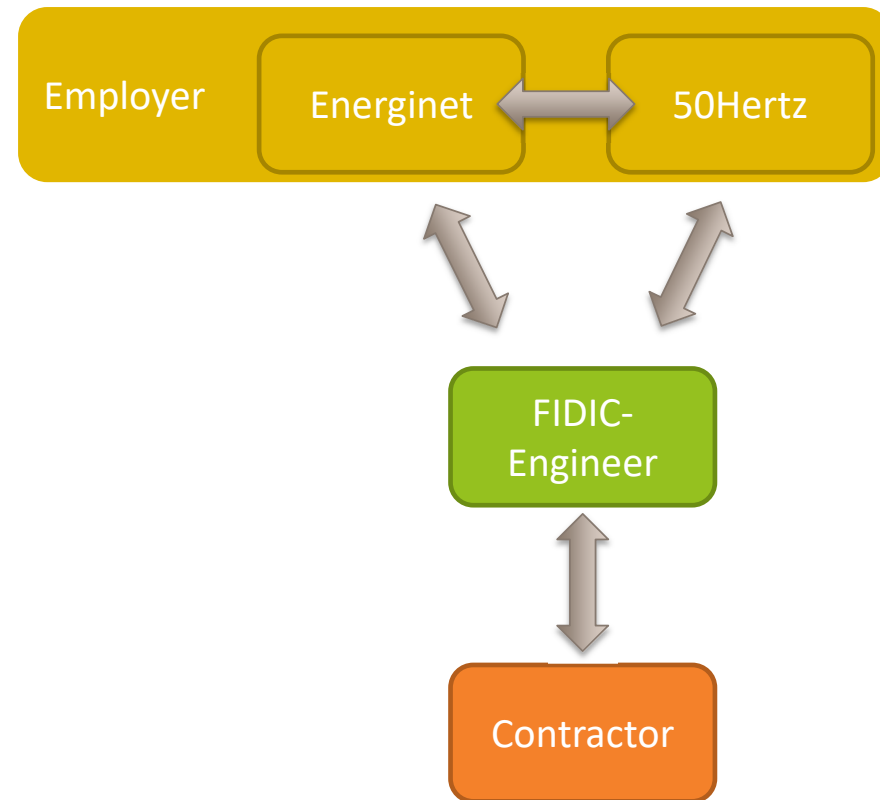 Employer
Energinet
50Hertz
FIDIC-
Engineer
Contractor